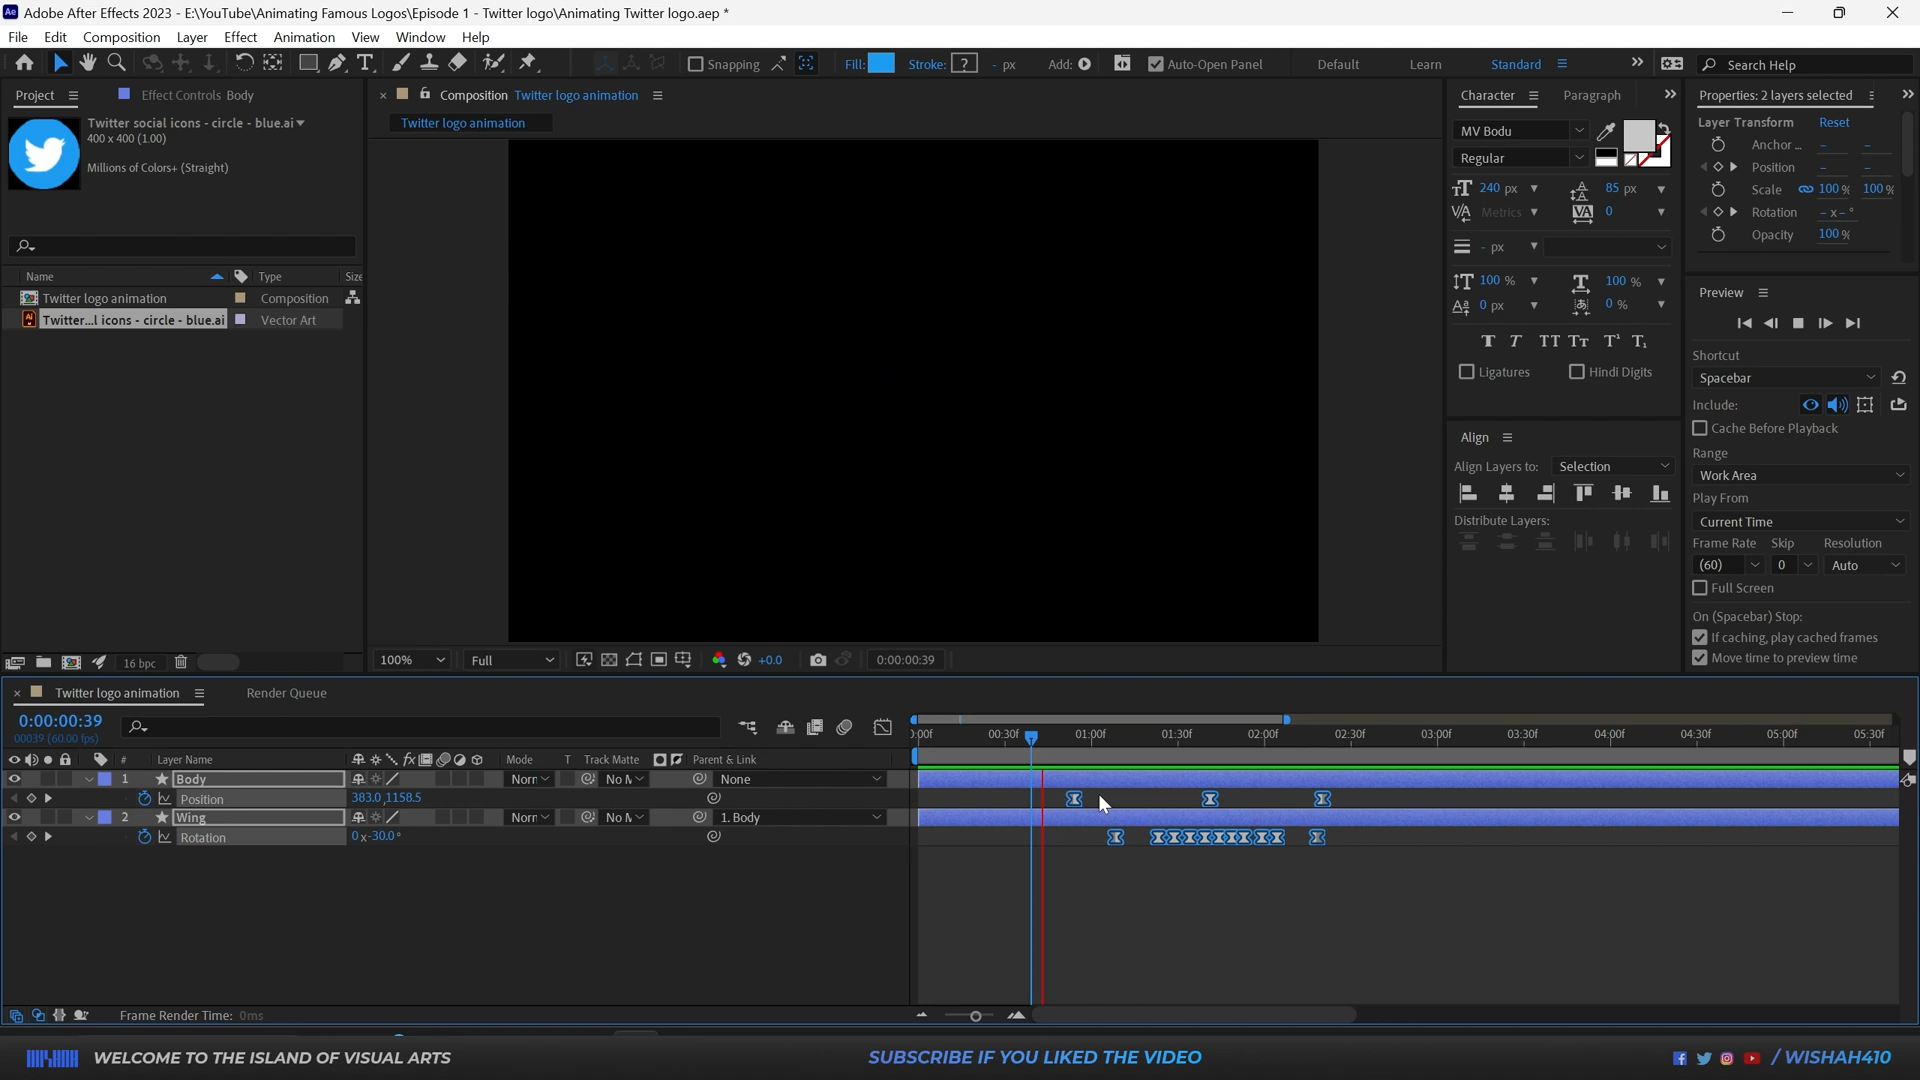 Adobe After Effects 2023 - E:\YouTube\Animating Famous Logos\Episode 1 - Twitter logo\Animating Twitter logo.aep *
File Edit Composition Layer Effect Animation View Window Help
Snapping Fill: Stroke: ? - px Add: Auto-Open Panel Default Learn Standard Search Help
Project Effect Controls Body
Twitter social icons - circle - blue.ai
400 x 400 (1.00)
Millions of Colors+ (Straight)
Name Type Size
Twitter logo animation Composition
Twitter...l icons - circle - blue.ai Vector Art
16 bpc
Composition Twitter logo animation
Twitter logo animation
100% Full +0.0 0:00:00:39
Character Paragraph
MV Bodu
Regular
240 px 85 px
Metrics 0
- px
100 % 100 %
0 px 0 %
Ligatures Hindi Digits
Align
Align Layers to: Selection
Distribute Layers:
Properties: 2 layers selected
Layer Transform Reset
Anchor ... – –
Position – –
Scale 100 % 100 %
Rotation – x – °
Opacity 100 %
Preview
Shortcut
Spacebar
Include:
Cache Before Playback
Range
Work Area
Play From
Current Time
Frame Rate Skip Resolution
(60) 0 Auto
Full Screen
On (Spacebar) Stop:
If caching, play cached frames
Move time to preview time
Twitter logo animation Render Queue
0:00:00:39
00039 (60.00 fps)
:00f 00:30f 01:00f 01:30f 02:00f 02:30f 03:00f 03:30f 04:00f 04:30f 05:00f 05:30f
# Layer Name Mode T Track Matte Parent & Link
1 Body Norr No M None
Position 383.0,1158.5
2 Wing Norr No M 1. Body
Rotation 0x-30.0°
Frame Render Time: 0ms
WELCOME TO THE ISLAND OF VISUAL ARTS
SUBSCRIBE IF YOU LIKED THE VIDEO
/ WISHAH410